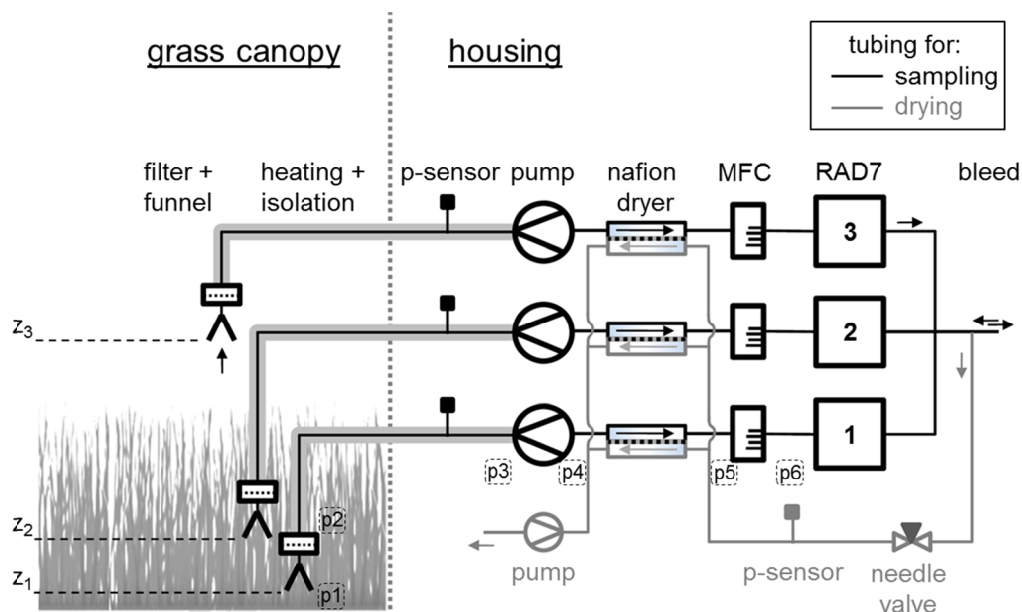 grass canopy
housing
tubing for:
sampling
drying
filter +
funnel
heating +
isolation
p-sensor
pump
nafion
dryer
MFC
RAD7
bleed
3
z3
2
1
p3
p4
p5
p6
z2
p2
z1
p1
pump
p-sensor
needle
valve